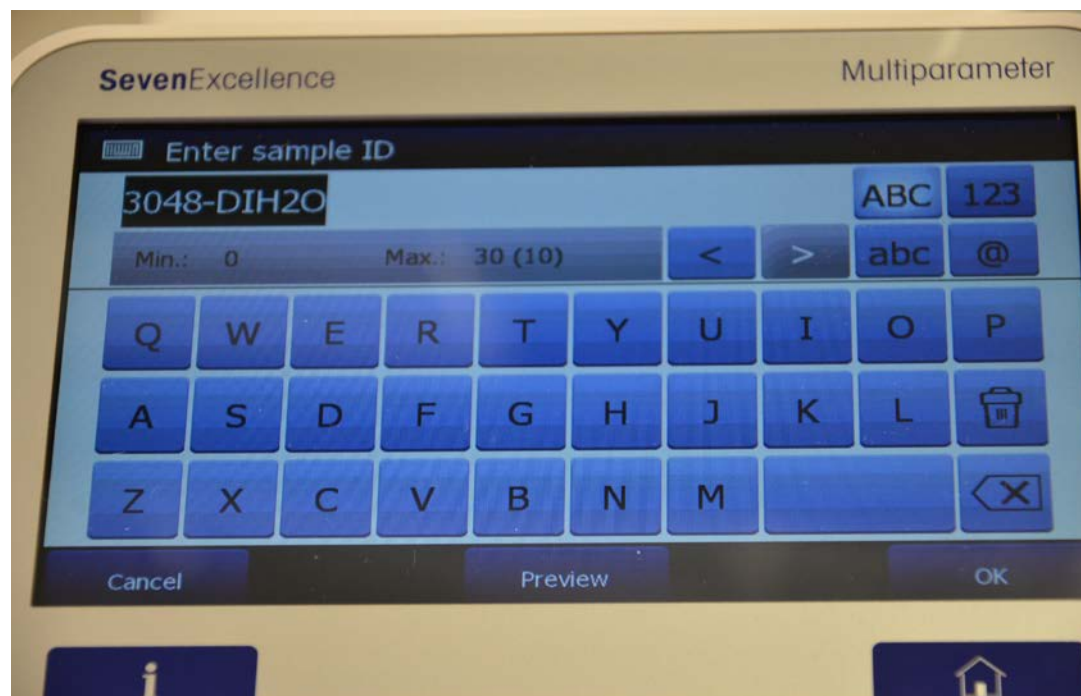 SevenExcellence Multiparameter
Enter sample ID
3048-DIH2O ABC 123
Min.: 0 Max.: 30 (10) < > abc @
Q W E R T Y U I O P
A S D F G H J K L
Z X C V B N M
Cancel Preview OK
i